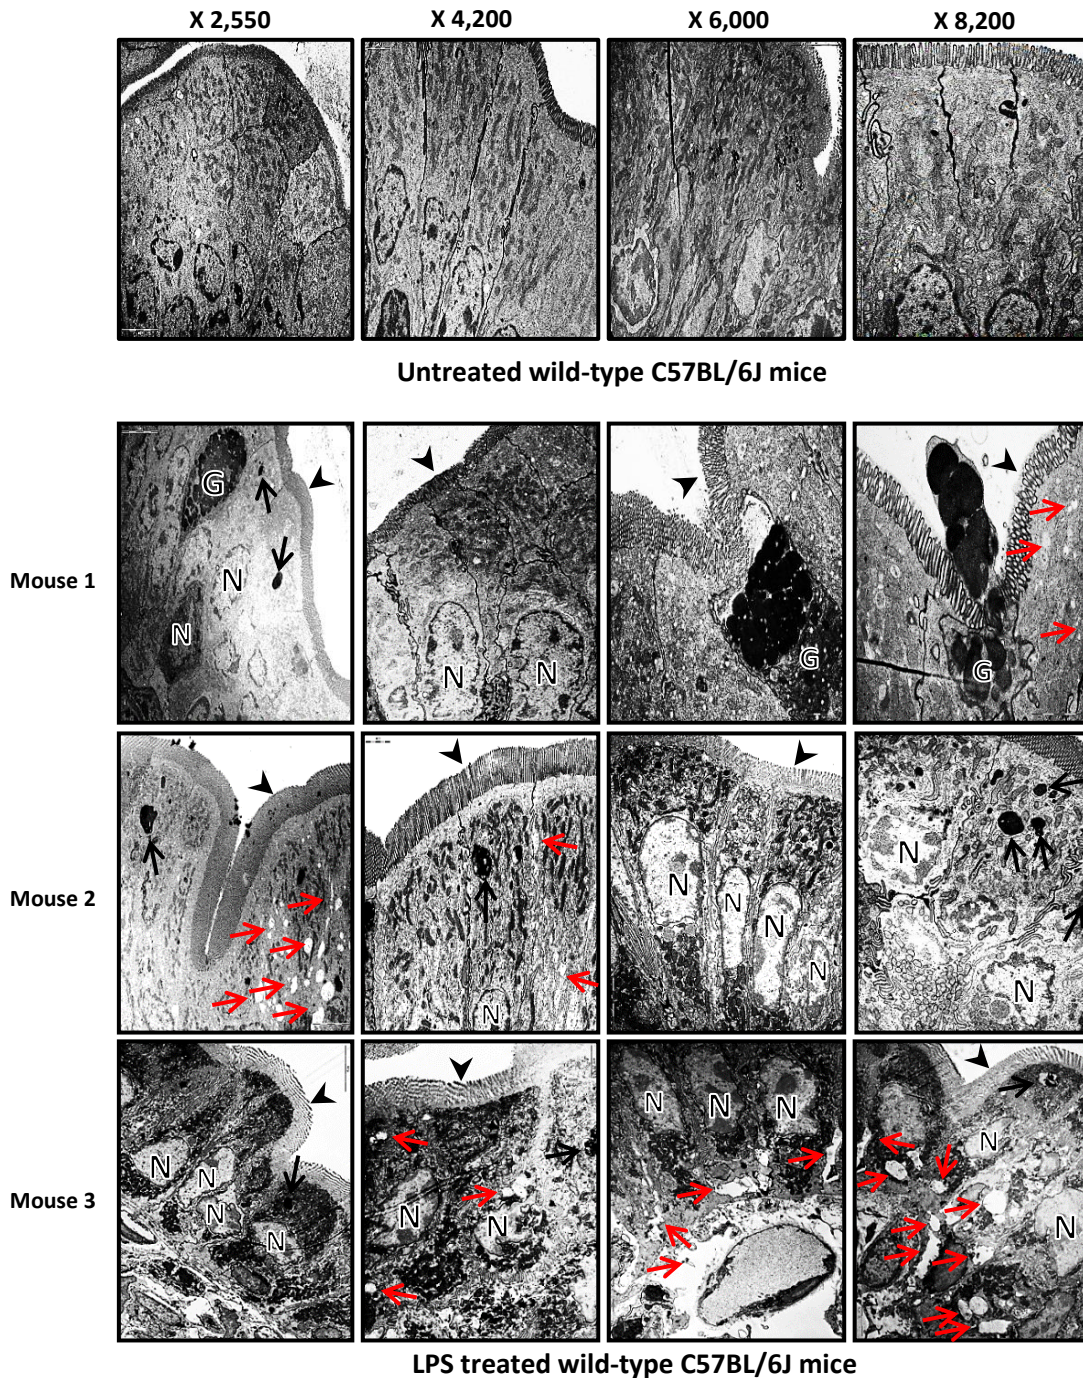 X 2,550 X 4,200 X 6,000 X 8,200
Untreated wild-type C57BL/6J mice
G N N
N N
G
G
Mouse 1
N
N N N N
N N
Mouse 2
N N N N
N N
N N N
N N
Mouse 3
LPS treated wild-type C57BL/6J mice